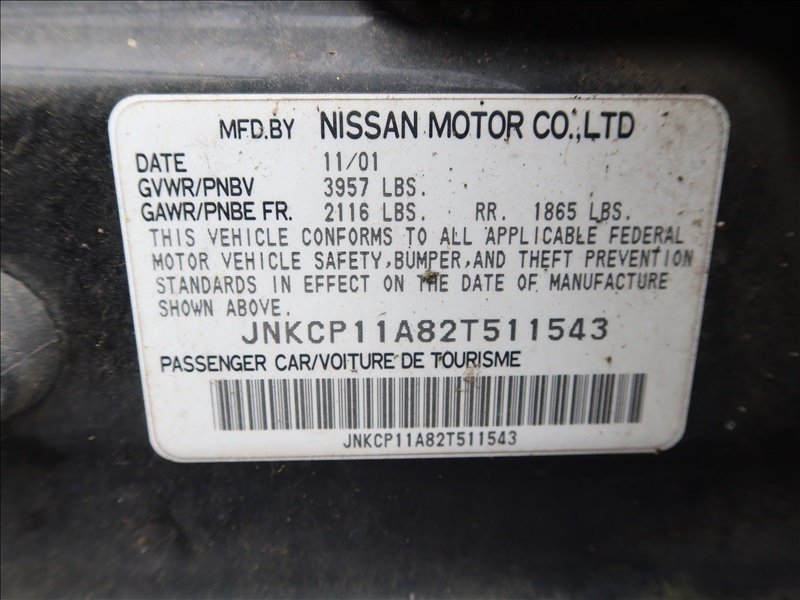 MFD.BY NISSAN MOTOR CO.,LTD
DATE 11/01
GVWR/PNBV 3957 LBS.
GAWR/PNBE FR. 2116 LBS. RR. 1865 LBS.
THIS VEHICLE CONFORMS TO ALL APPLICABLE FEDERAL
MOTOR VEHICLE SAFETY,BUMPER,AND THEFT PREVENTION
STANDARDS IN EFFECT ON THE DATE OF MANUFACTURE
SHOWN ABOVE.
JNKCP11A82T511543
PASSENGER CAR/VOITURE DE TOURISME
JNKCP11A82T511543